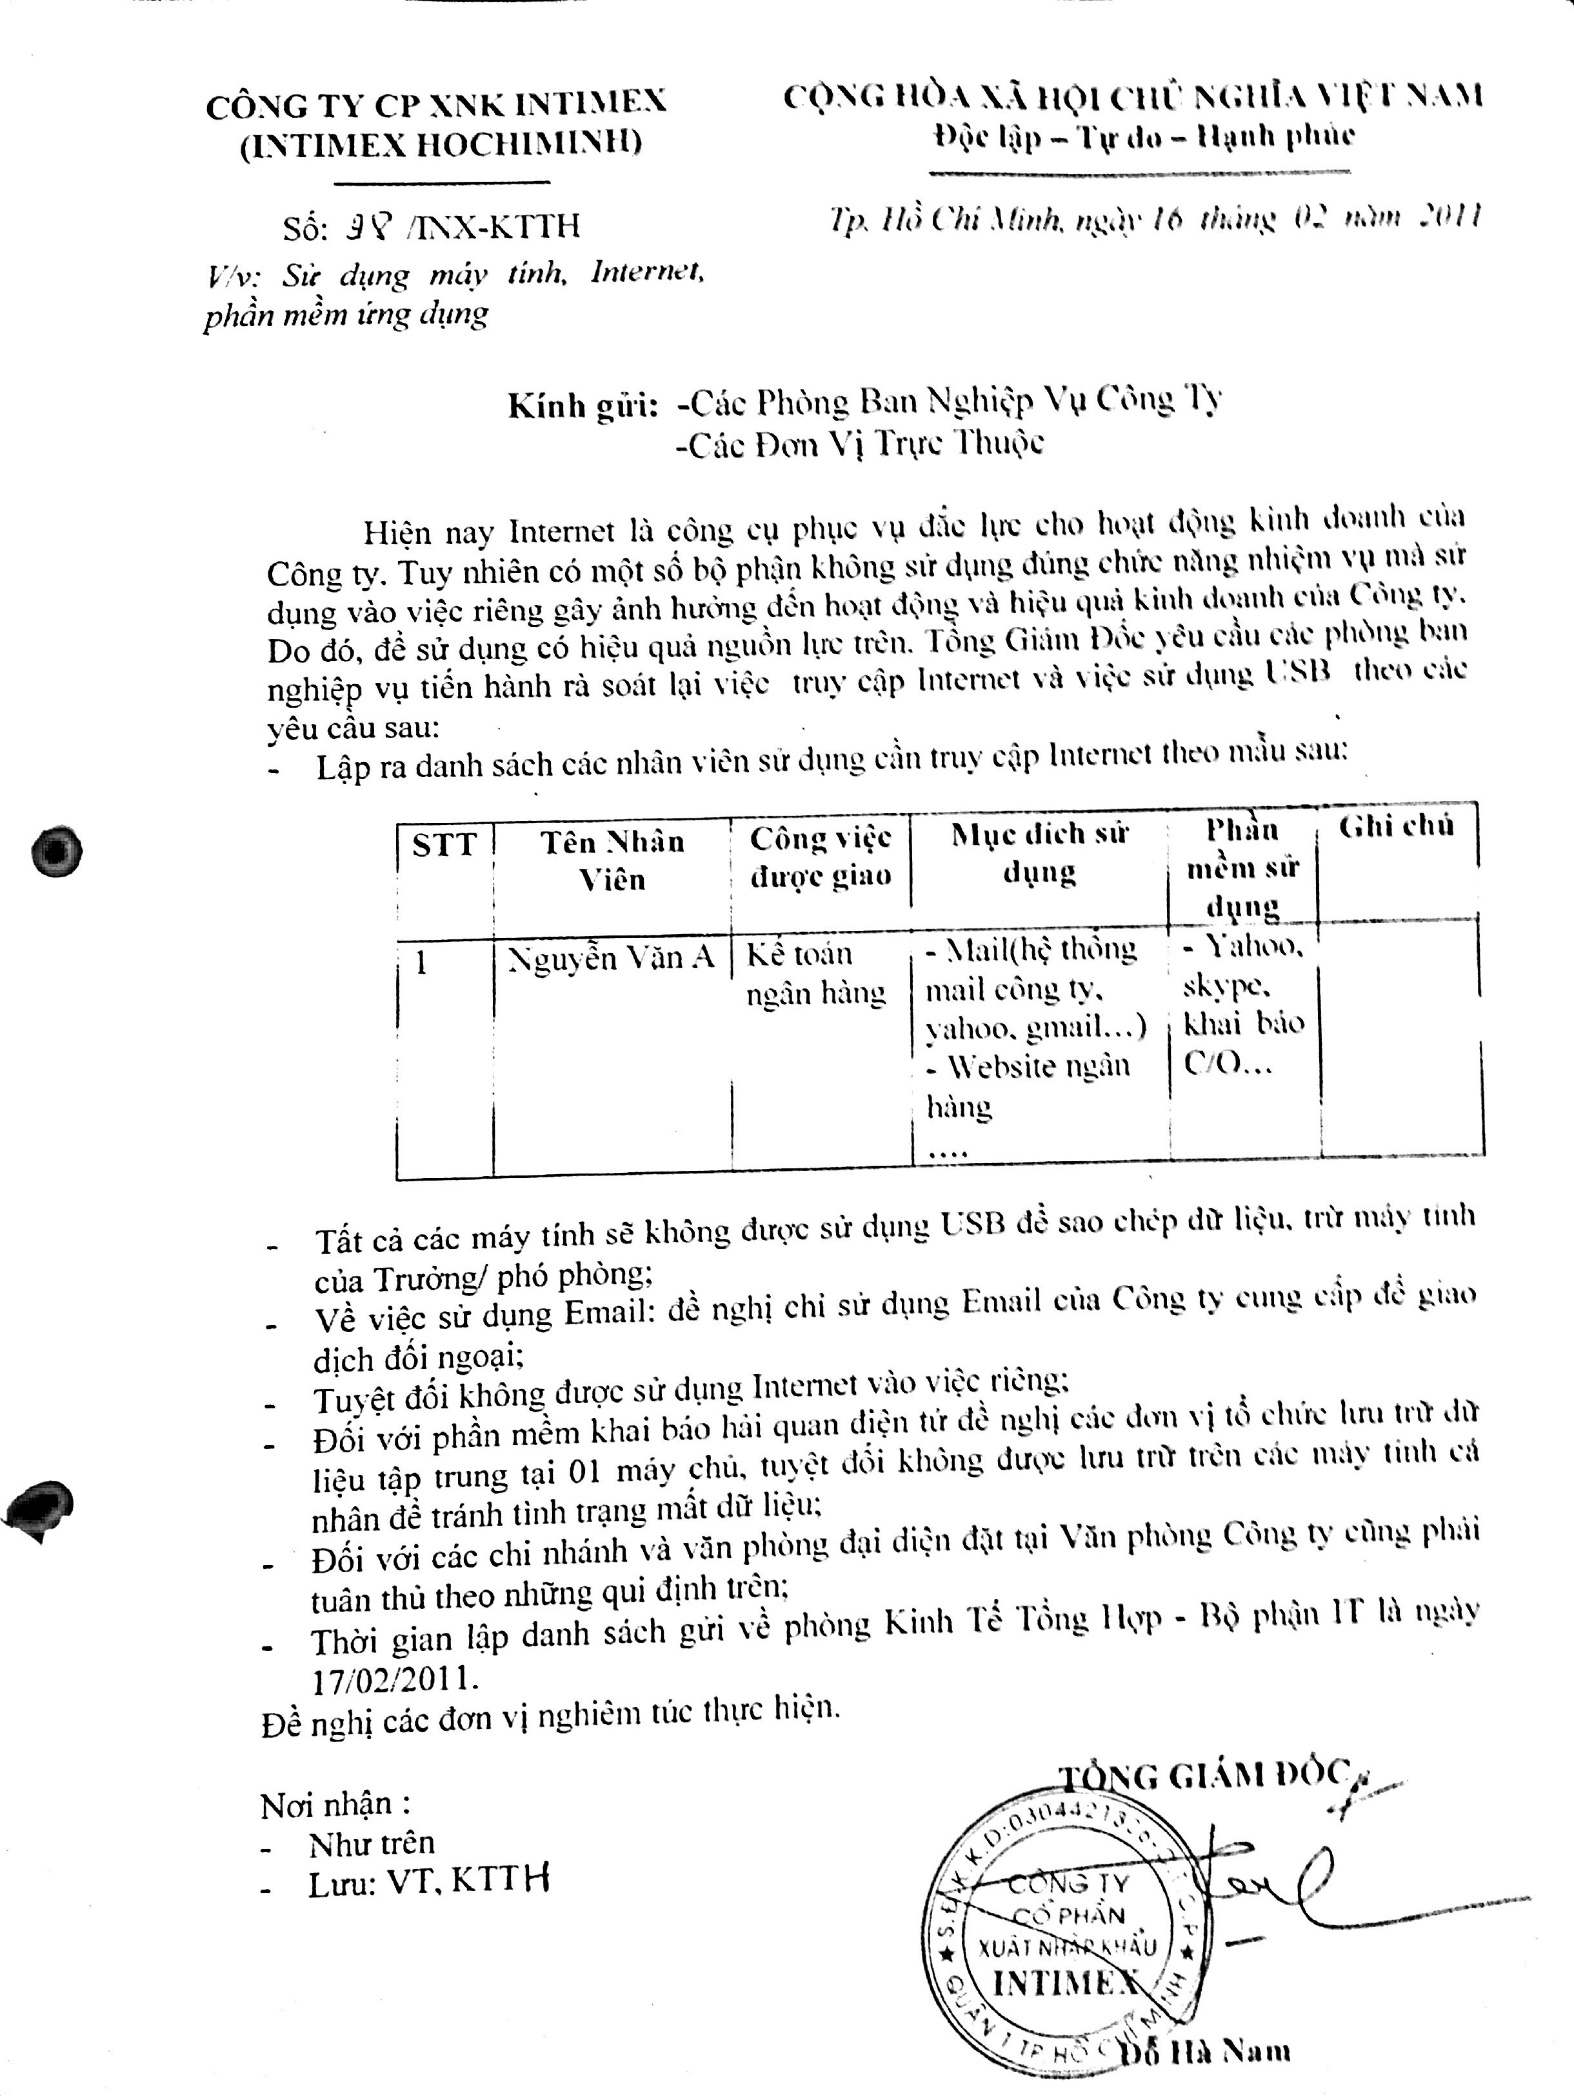 CÔNG TY CP XNK INTIMEX
(INTIMEX HOCHIMINH)
CỘNG HÒA XÃ HỘI CHỦ NGHĨA VIỆT NAM
Độc lập – Tự do – Hạnh phúc
Số: 38 /INX-KTTH
Tp. Hồ Chí Minh, ngày 16 tháng 02 năm 2011
V/v: Sử dụng máy tính, Internet,
phần mềm ứng dụng
Kính gửi: -Các Phòng Ban Nghiệp Vụ Công Ty
-Các Đơn Vị Trực Thuộc
Hiện nay Internet là công cụ phục vụ đắc lực cho hoạt động kinh doanh của
Công ty. Tuy nhiên có một số bộ phận không sử dụng đúng chức năng nhiệm vụ mà sử
dụng vào việc riêng gây ảnh hưởng đến hoạt động và hiệu quả kinh doanh của Công ty.
Do đó, để sử dụng có hiệu quả nguồn lực trên. Tổng Giám Đốc yêu cầu các phòng ban
nghiệp vụ tiến hành rà soát lại việc truy cập Internet và việc sử dụng USB theo các
yêu cầu sau:
- Lập ra danh sách các nhân viên sử dụng cần truy cập Internet theo mẫu sau:
STT
Tên Nhân
Viên
Công việc
được giao
Mục đích sử
dụng
Phần
mềm sử
dụng
Ghi chú
1
Nguyễn Văn A
Kế toán
ngân hàng
- Mail(hệ thống
mail công ty,
yahoo, gmail...)
- Website ngân
hàng
....
- Yahoo,
skype,
khai báo
C/O...
- Tất cả các máy tính sẽ không được sử dụng USB để sao chép dữ liệu, trừ máy tính
của Trưởng/ phó phòng;
- Về việc sử dụng Email: đề nghị chỉ sử dụng Email của Công ty cung cấp để giao
dịch đối ngoại;
- Tuyệt đối không được sử dụng Internet vào việc riêng;
- Đối với phần mềm khai báo hải quan điện tử đề nghị các đơn vị tổ chức lưu trữ dữ
liệu tập trung tại 01 máy chủ, tuyệt đối không được lưu trữ trên các máy tính cá
nhân để tránh tình trạng mất dữ liệu;
- Đối với các chi nhánh và văn phòng đại diện đặt tại Văn phòng Công ty cũng phải
tuân thủ theo những qui định trên;
- Thời gian lập danh sách gửi về phòng Kinh Tế Tổng Hợp - Bộ phận IT là ngày
17/02/2011.
Đề nghị các đơn vị nghiêm túc thực hiện.
TỔNG GIÁM ĐỐC
Nơi nhận :
- Như trên
- Lưu: VT, KTTH
CÔNG TY
CỔ PHẦN
XUẤT NHẬP KHẨU
INTIMEX
QUẬN 1 TP. HỒ CHÍ MINH
Đỗ Hà Nam